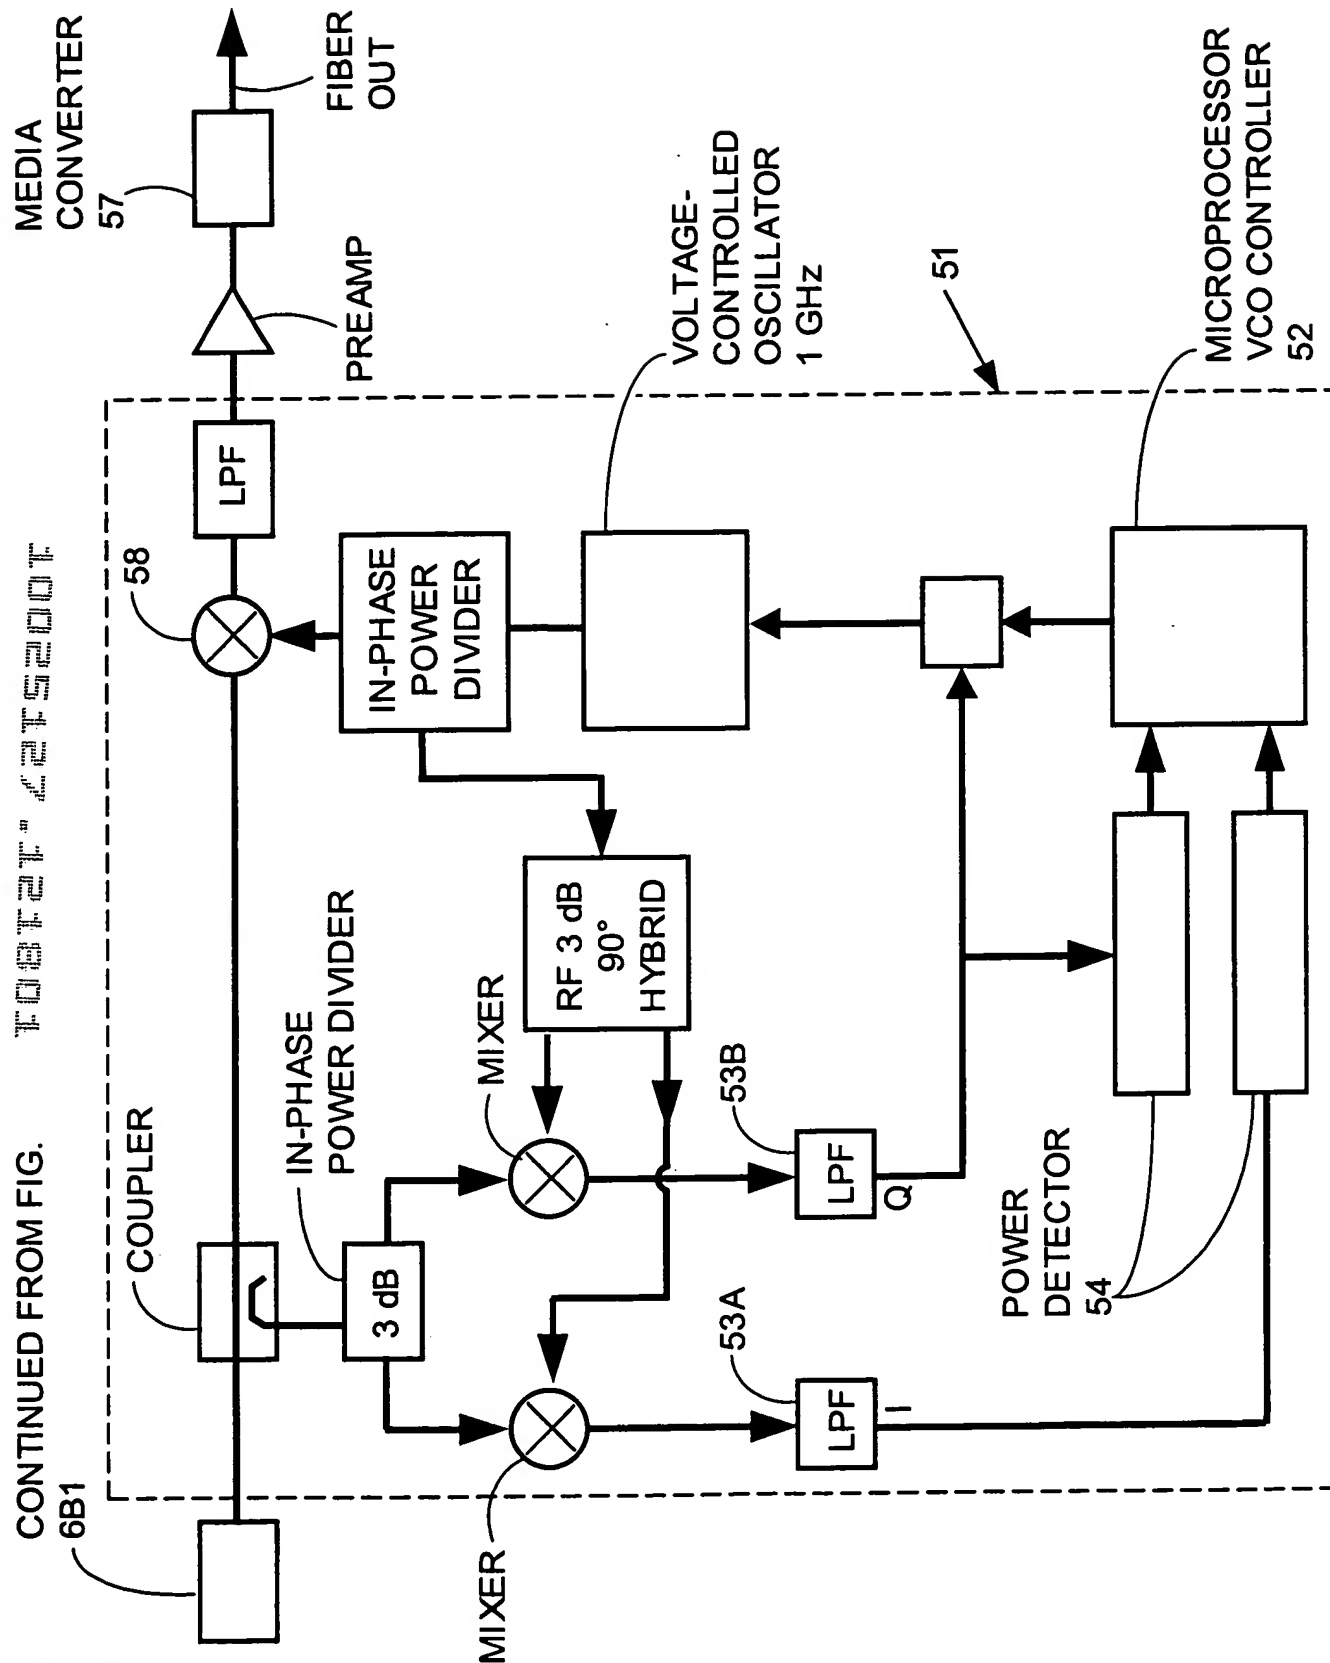 CONTINUED FROM FIG.
6B1
MEDIA
CONVERTER
57
COUPLER
58
LPF
FIBER
OUT
PREAMP
IN-PHASE
POWER DIVIDER
3 dB
IN-PHASE
POWER
DIVIDER
MIXER
MIXER
RF 3 dB
90°
HYBRID
VOLTAGE-
CONTROLLED
OSCILLATOR
1 GHz
53A
53B
LPF
I
LPF
Q
51
POWER
DETECTOR
54
MICROPROCESSOR
VCO CONTROLLER
52